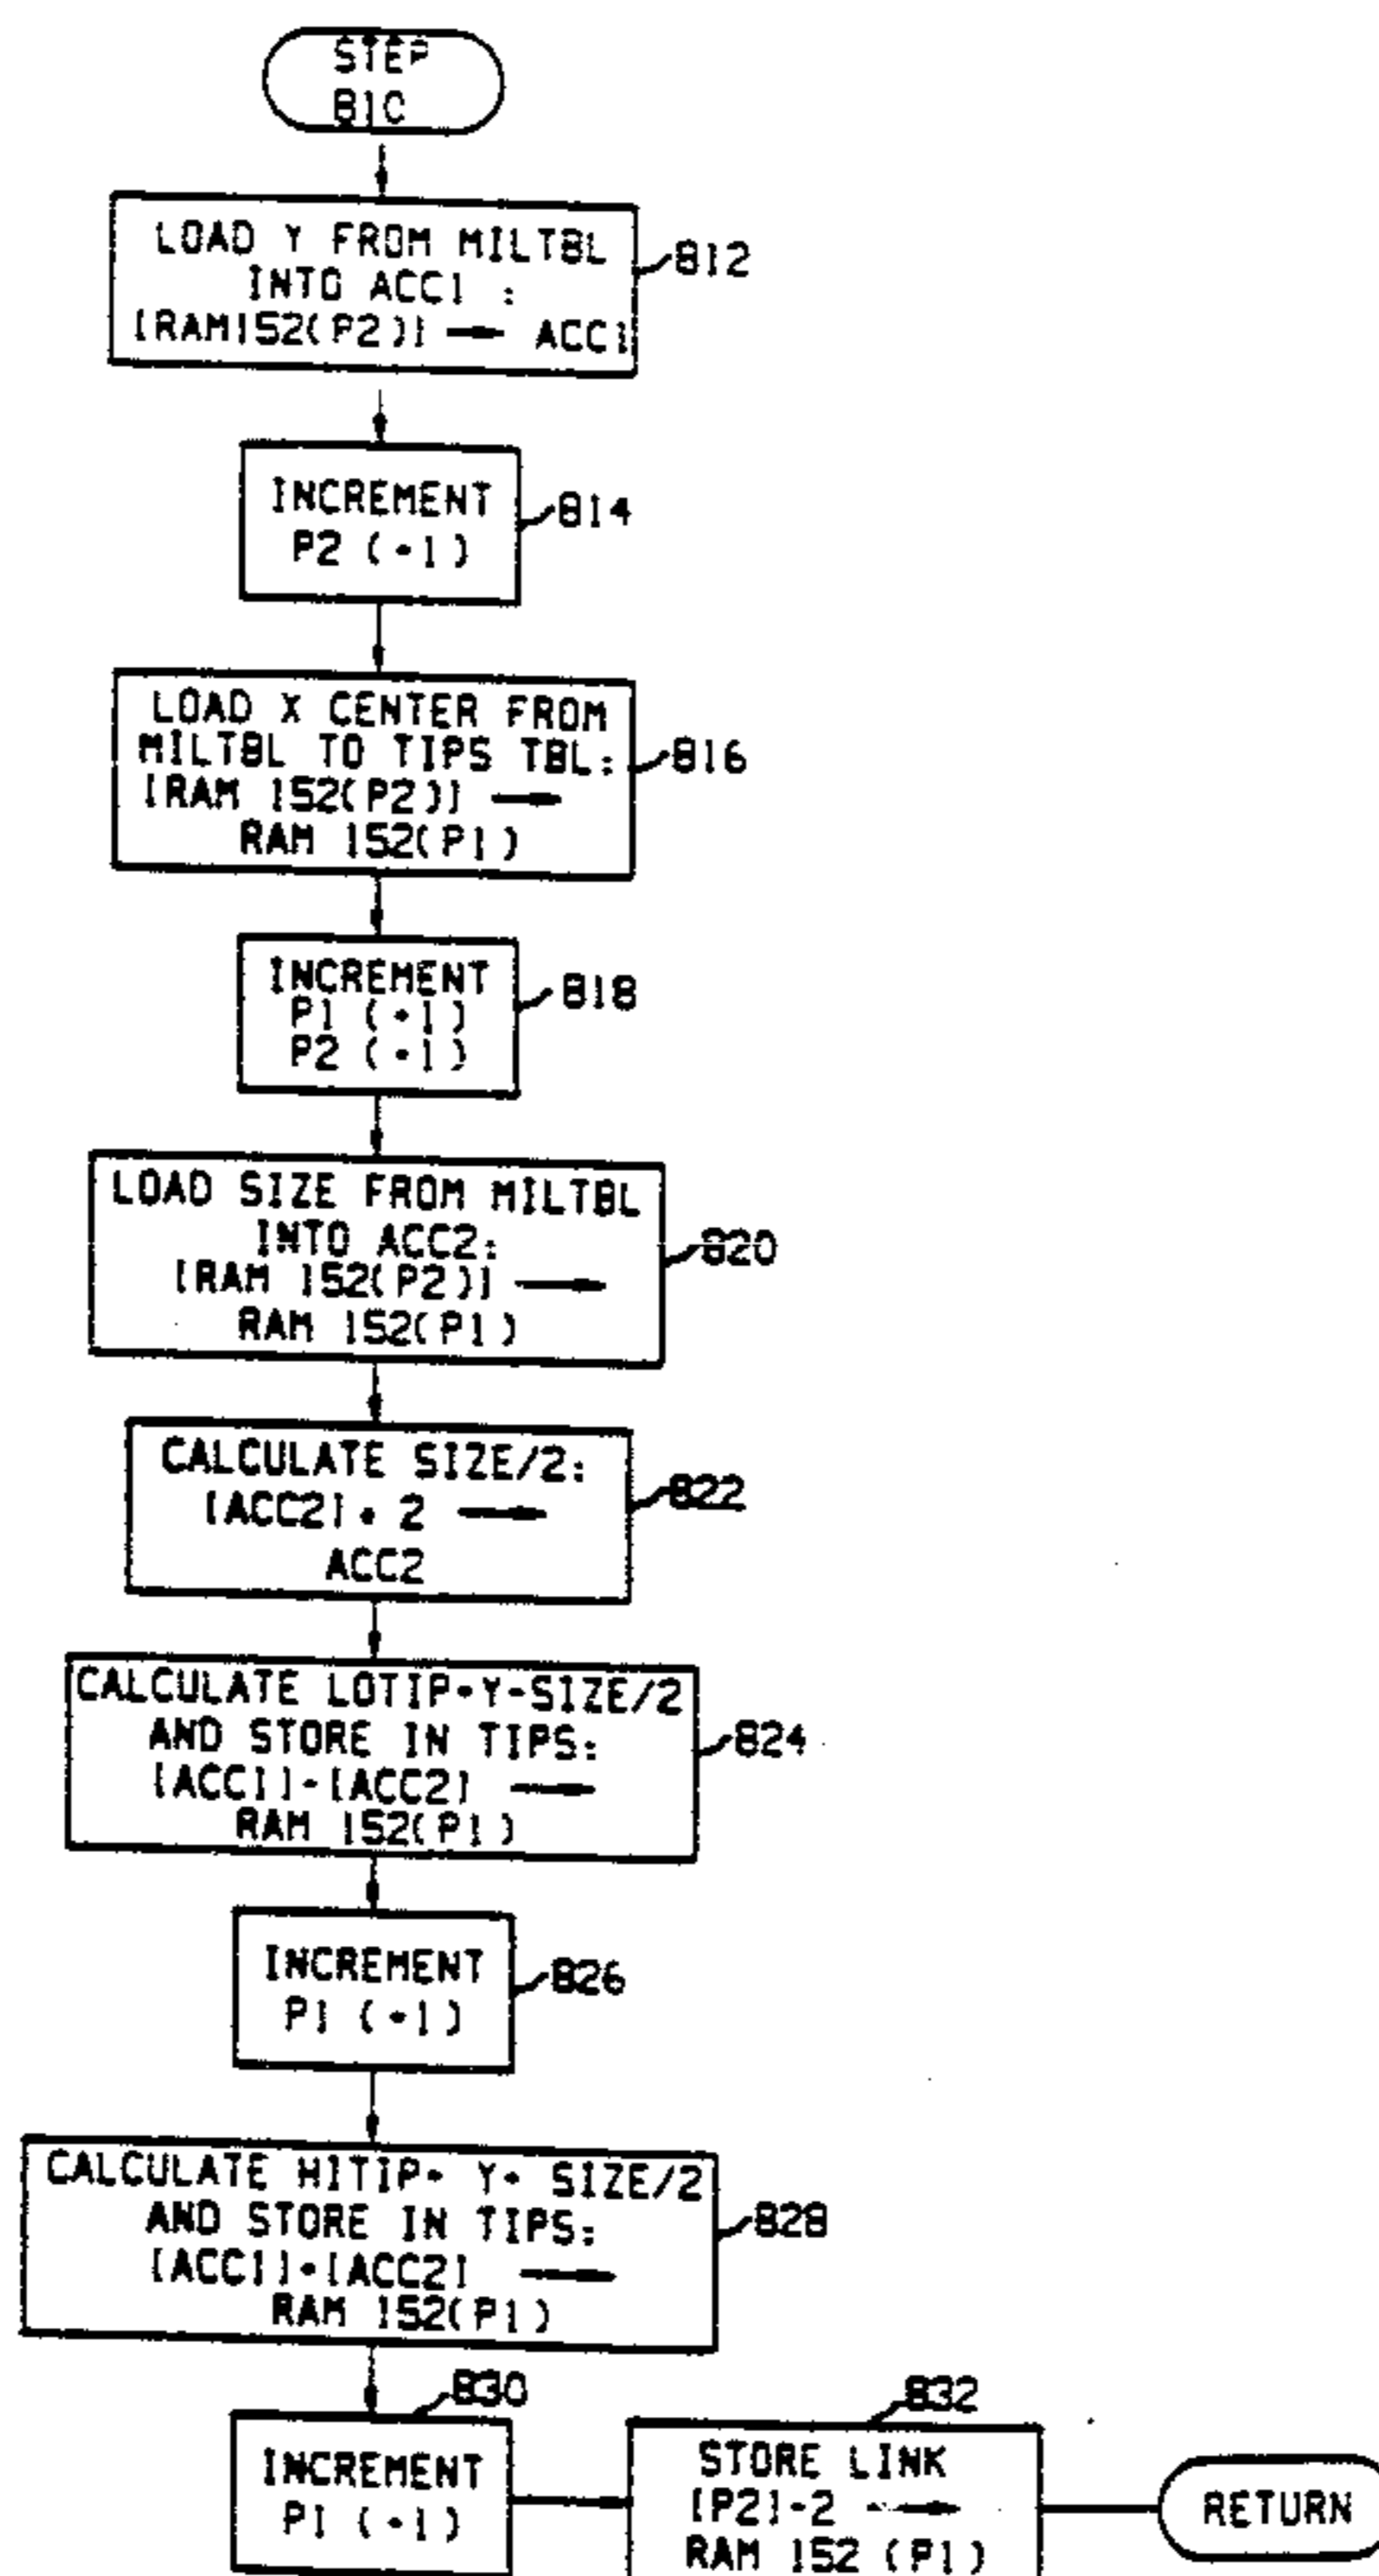 STEP
810
LOAD Y FROM MILTBL
INTO ACC1 :
[RAM152(P2)] → ACC1
812
INCREMENT
P2 (+1)
814
LOAD X CENTER FROM
MILTBL TO TIPS TBL:
[RAM 152(P2)] →
RAM 152(P1)
816
INCREMENT
P1 (+1)
P2 (+1)
818
LOAD SIZE FROM MILTBL
INTO ACC2:
[RAM 152(P2)] →
RAM 152(P1)
820
CALCULATE SIZE/2:
[ACC2] ÷ 2 →
ACC2
822
CALCULATE LOTIP=Y-SIZE/2
AND STORE IN TIPS:
[ACC1]-[ACC2] →
RAM 152(P1)
824
INCREMENT
P1 (+1)
826
CALCULATE HITIP= Y+ SIZE/2
AND STORE IN TIPS:
[ACC1]+[ACC2] →
RAM 152(P1)
828
830
INCREMENT
P1 (+1)
832
STORE LINK
[P2]-2 →
RAM 152 (P1)
RETURN